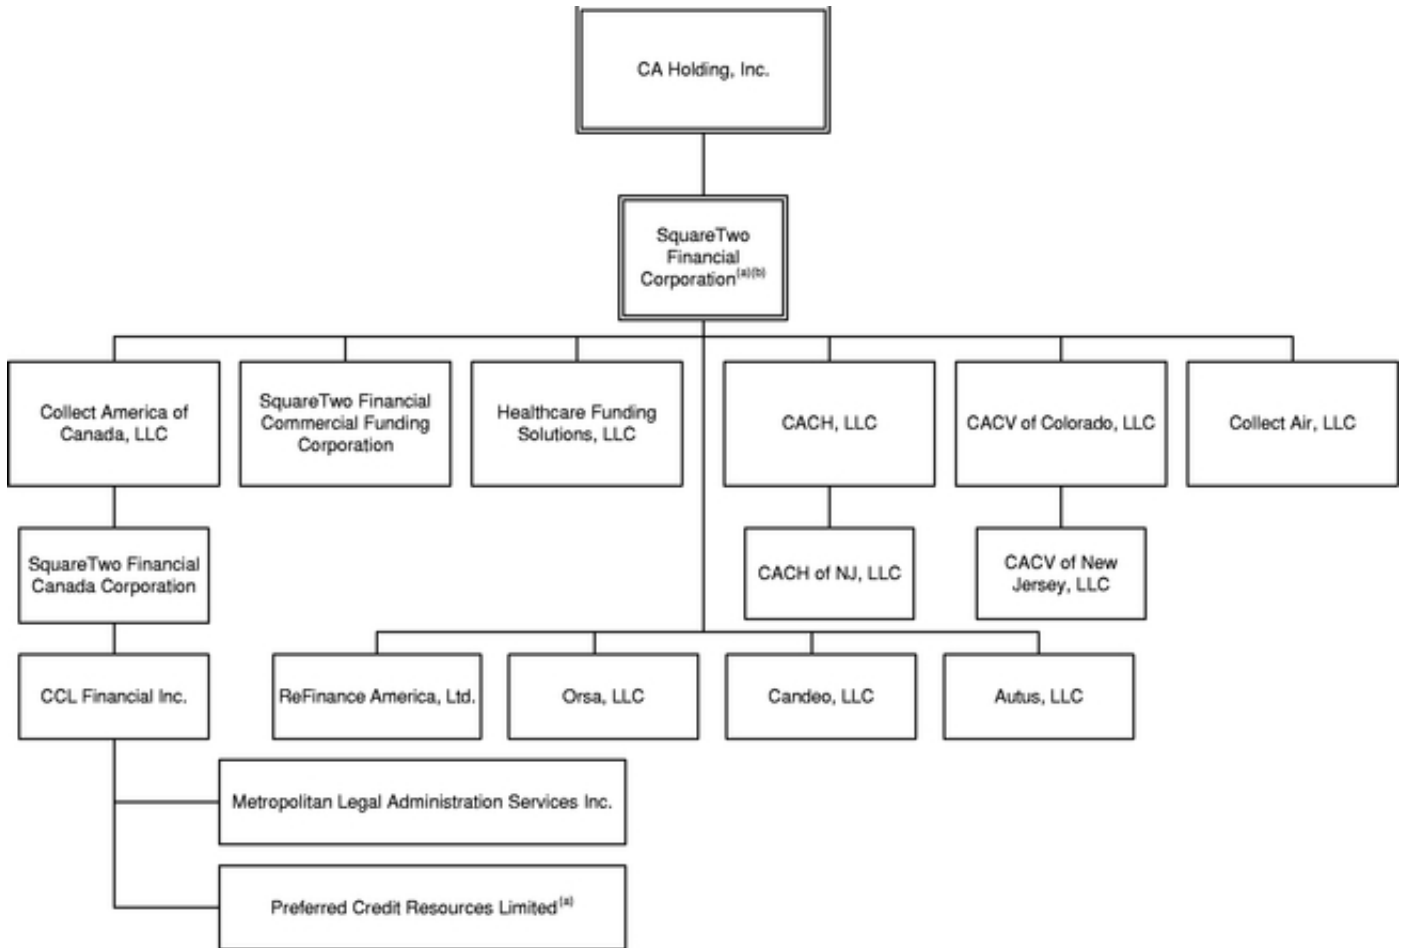 CA Holding, Inc.
SquareTwo
Financial
Corporation(a)(b)
Collect America of
Canada, LLC
SquareTwo Financial
Commercial Funding
Corporation
Healthcare Funding
Solutions, LLC
CACH, LLC
CACV of Colorado, LLC
Collect Air, LLC
SquareTwo Financial
Canada Corporation
CACH of NJ, LLC
CACV of New
Jersey, LLC
CCL Financial Inc.
ReFinance America, Ltd.
Orsa, LLC
Candeo, LLC
Autus, LLC
Metropolitan Legal Administration Services Inc.
Preferred Credit Resources Limited(a)